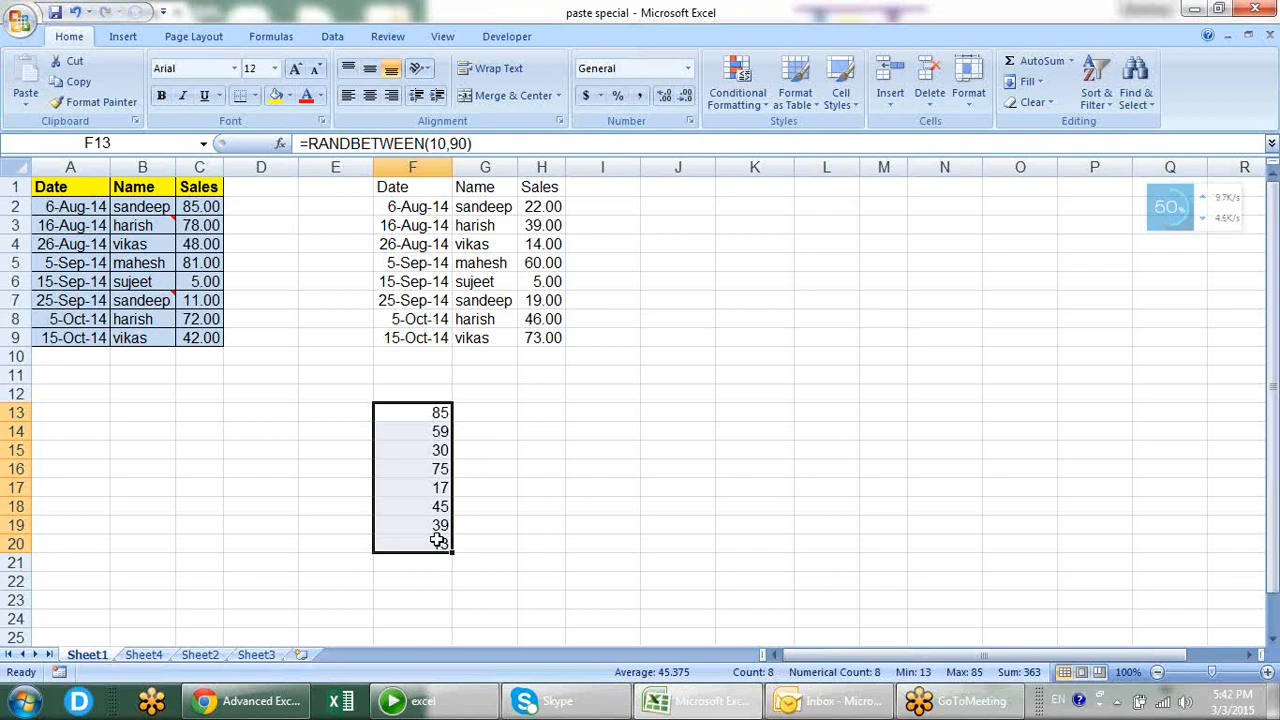 paste special - Microsoft Excel
Home Insert Page Layout Formulas Data Review View Developer
Paste Cut Copy Format Painter Clipboard
Arial 12 B I U A Font
Wrap Text Merge & Center Alignment
General $ % , Number
Conditional Formatting Format as Table Cell Styles Styles
Insert Delete Format Cells
AutoSum Fill Clear Sort & Filter Find & Select Editing
F13 =RANDBETWEEN(10,90)
A B C D E F G H I J K L M N O P Q R
1 Date Name Sales Date Name Sales
2 6-Aug-14 sandeep 85.00 6-Aug-14 sandeep 22.00
3 16-Aug-14 harish 78.00 16-Aug-14 harish 39.00
4 26-Aug-14 vikas 48.00 26-Aug-14 vikas 14.00
5 5-Sep-14 mahesh 81.00 5-Sep-14 mahesh 60.00
6 15-Sep-14 sujeet 5.00 15-Sep-14 sujeet 5.00
7 25-Sep-14 sandeep 11.00 25-Sep-14 sandeep 19.00
8 5-Oct-14 harish 72.00 5-Oct-14 harish 46.00
9 15-Oct-14 vikas 42.00 15-Oct-14 vikas 73.00
50%
9.7K/s
10
11
12
13 85
14 59
15 30
16 75
17 17
18 45
19 39
20
21
22
23
24
25
Sheet1 Sheet4 Sheet2 Sheet3
Ready Average: 45.375 Count: 8 Numerical Count: 8 Min: 13 Max: 85 Sum: 363 100%
D Advanced Exc... excel Skype Microsoft Exc... Inbox - Micros... GoToMeeting EN 5:42 PM
3/3/2015